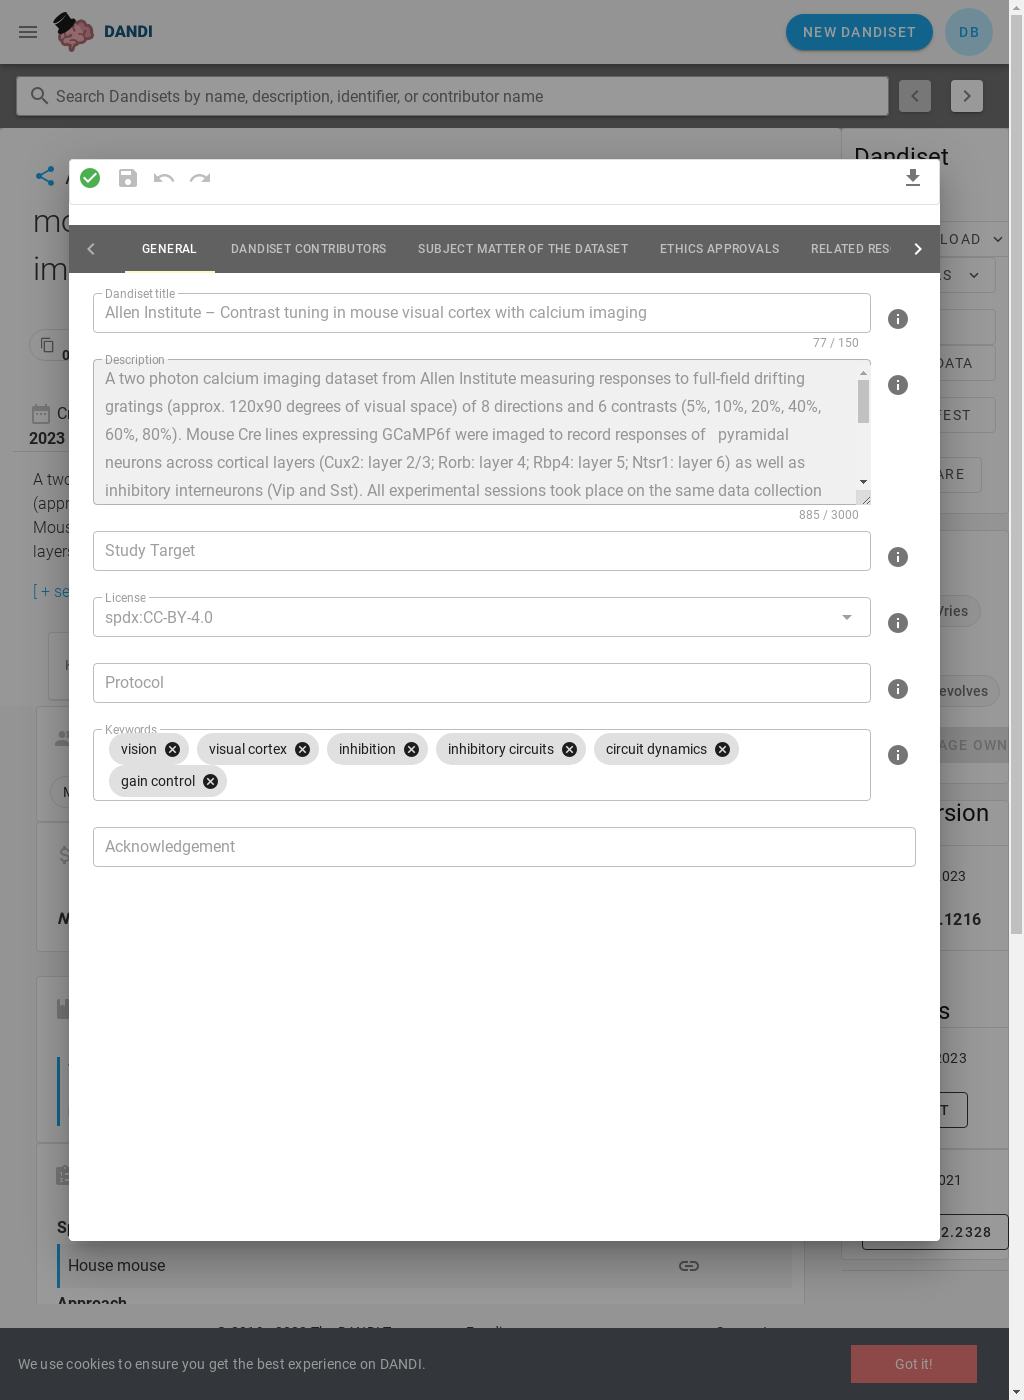 DANDI
NEW DANDISET
DB
Search Dandisets by name, description, identifier, or contributor name
Dandiset
GENERAL
DANDISET CONTRIBUTORS
SUBJECT MATTER OF THE DATASET
ETHICS APPROVALS
RELATED RES
LOAD
Dandiset title
Allen Institute – Contrast tuning in mouse visual cortex with calcium imaging
77 / 150
Description
A two photon calcium imaging dataset from Allen Institute measuring responses to full-field drifting
gratings (approx. 120x90 degrees of visual space) of 8 directions and 6 contrasts (5%, 10%, 20%, 40%,
60%, 80%). Mouse Cre lines expressing GCaMP6f were imaged to record responses of pyramidal
neurons across cortical layers (Cux2: layer 2/3; Rorb: layer 4; Rbp4: layer 5; Ntsr1: layer 6) as well as
inhibitory interneurons (Vip and Sst). All experimental sessions took place on the same data collection
885 / 3000
DATA
2023
A two
(appr
Mous
layers
[ + se
Study Target
License
spdx:CC-BY-4.0
Protocol
Keywords
vision
visual cortex
inhibition
inhibitory circuits
circuit dynamics
gain control
Acknowledgement
Vries
evolves
AGE OWN
rsion
023
.1216
2023
T
021
2.2328
House mouse
Approach
We use cookies to ensure you get the best experience on DANDI.
Got it!